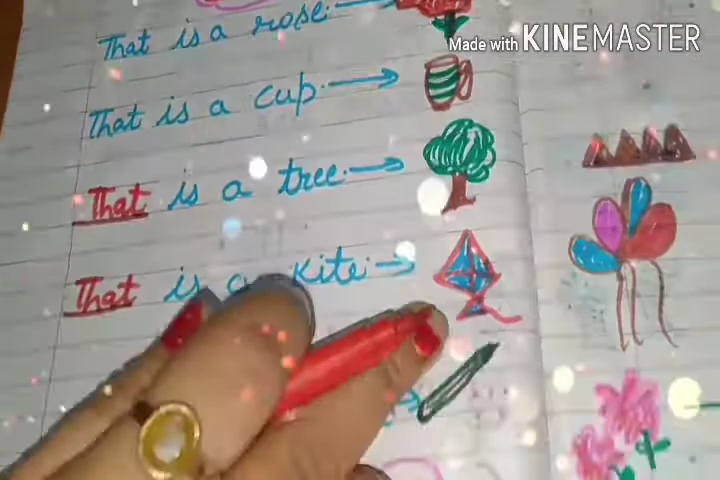 That is a rose.
Made with KINEMASTER
That is a cup.
That is a tree.
That is a kite.